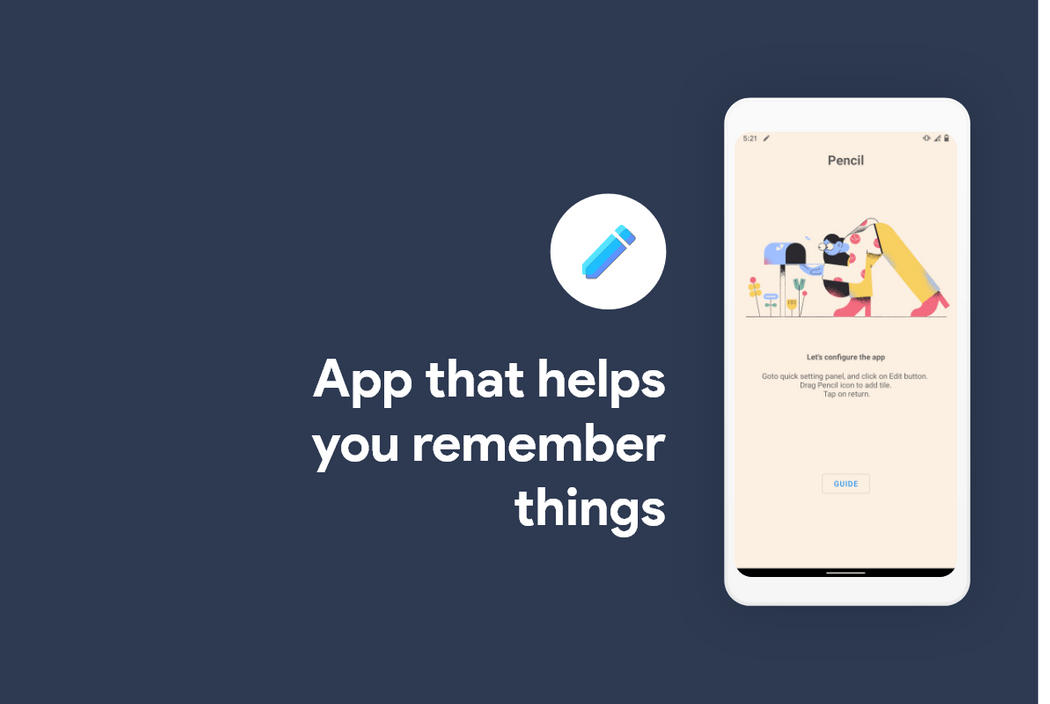 App that helps
you remember
things
5:21
Pencil
Let's configure the app
Goto quick setting panel, and click on Edit button.
Drag Pencil icon to add tile.
Tap on return.
GUIDE